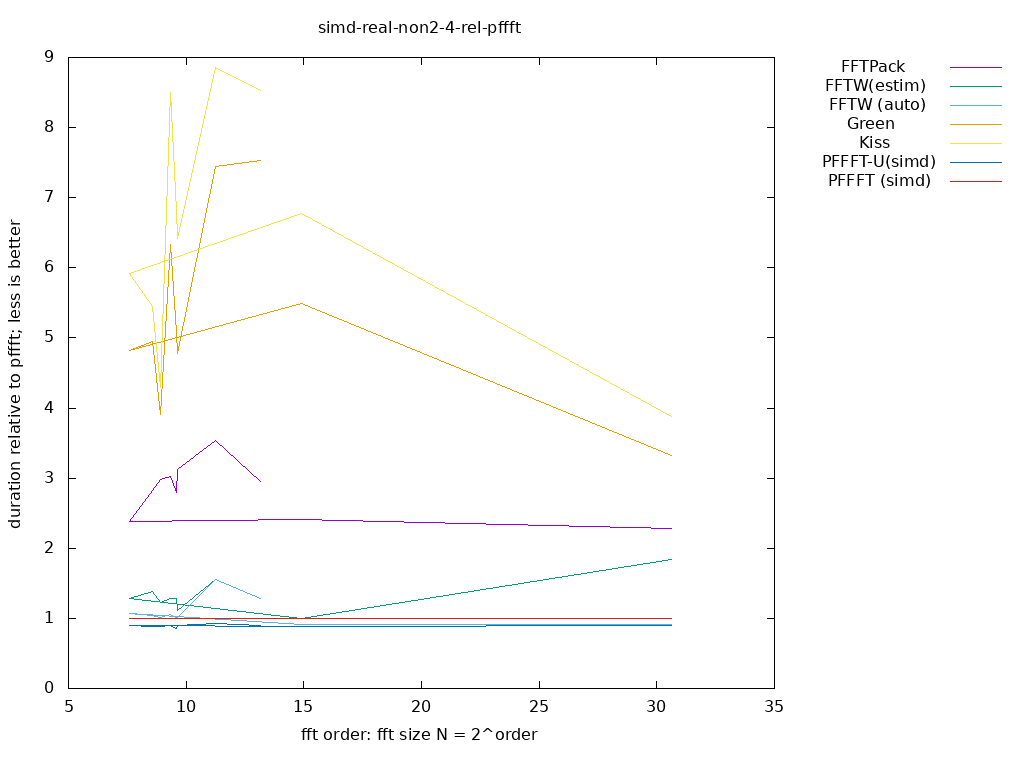 simd-real-non2-4-rel-pffft
9
8
7
6
5
4
3
2
1
0
5 10 15 20 25 30 35
duration relative to pffft; less is better
fft order: fft size N = 2^order
FFTPack
FFTW(estim)
FFTW (auto)
Green
Kiss
PFFFT-U(simd)
PFFFT (simd)